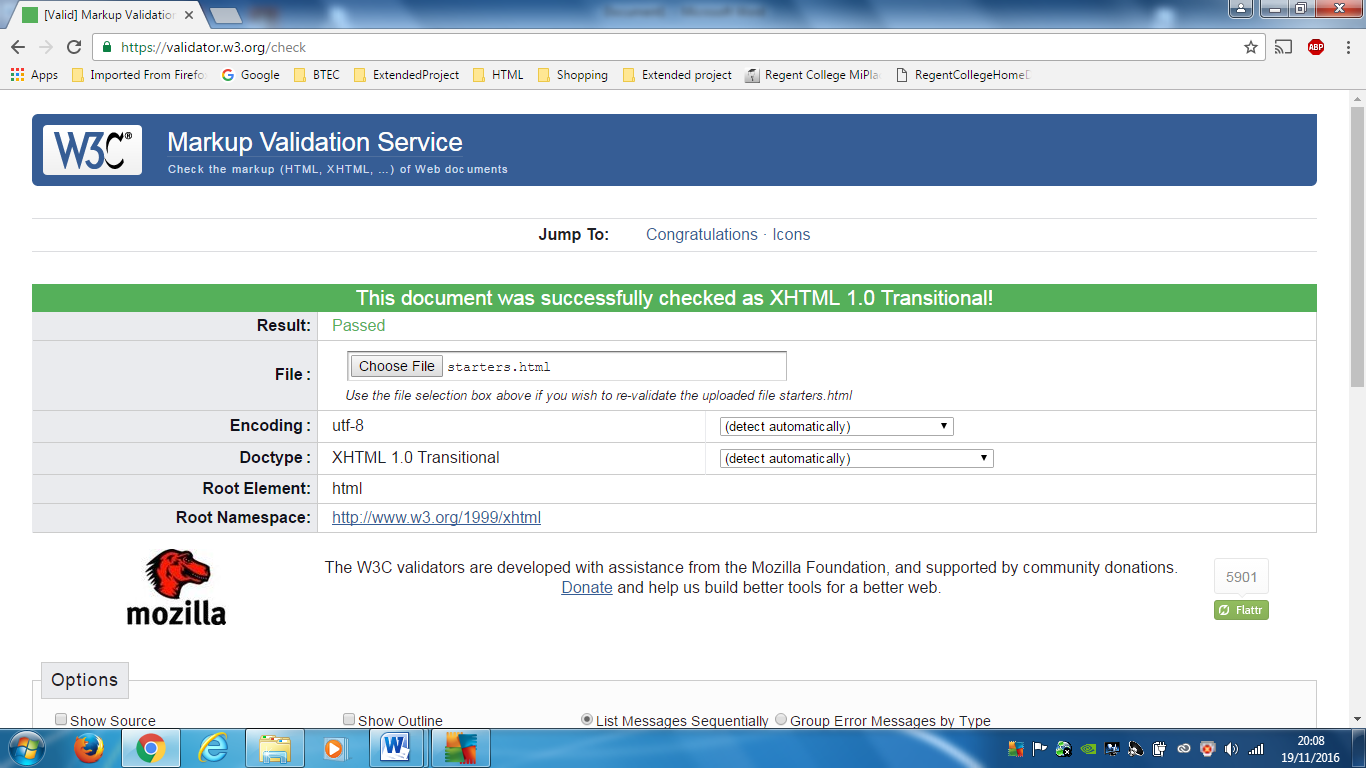 [Valid] Markup Validation
https://validator.w3.org/check
ABP
Apps
Imported From Firefo
Google
BTEC
ExtendedProject
HTML
Shopping
Extended project
Regent College MiPla
RegentCollegeHome
W3C®
Markup Validation Service
Check the markup (HTML, XHTML, …) of Web documents
Jump To: Congratulations · Icons
This document was successfully checked as XHTML 1.0 Transitional!
Result: Passed
File : Choose File starters.html
Use the file selection box above if you wish to re-validate the uploaded file starters.html
Encoding : utf-8 (detect automatically)
Doctype : XHTML 1.0 Transitional (detect automatically)
Root Element: html
Root Namespace: http://www.w3.org/1999/xhtml
mozilla
The W3C validators are developed with assistance from the Mozilla Foundation, and supported by community donations.
Donate and help us build better tools for a better web.
5901
Flattr
Options
Show Source Show Outline List Messages Sequentially Group Error Messages by Type
20:08
19/11/2016